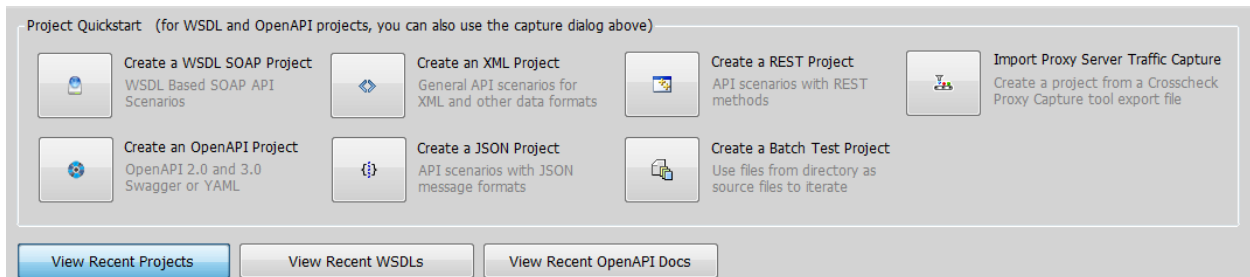 Project Quickstart (for WSDL and OpenAPI projects, you can also use the capture dialog above)
Create a WSDL SOAP Project
WSDL Based SOAP API
Scenarios
Create an XML Project
General API scenarios for
XML and other data formats
Create a REST Project
API scenarios with REST
methods
Import Proxy Server Traffic Capture
Create a project from a Crosscheck
Proxy Capture tool export file
Create an OpenAPI Project
OpenAPI 2.0 and 3.0
Swagger or YAML
Create a JSON Project
API scenarios with JSON
message formats
Create a Batch Test Project
Use files from directory as
source files to iterate
View Recent Projects
View Recent WSDLs
View Recent OpenAPI Docs